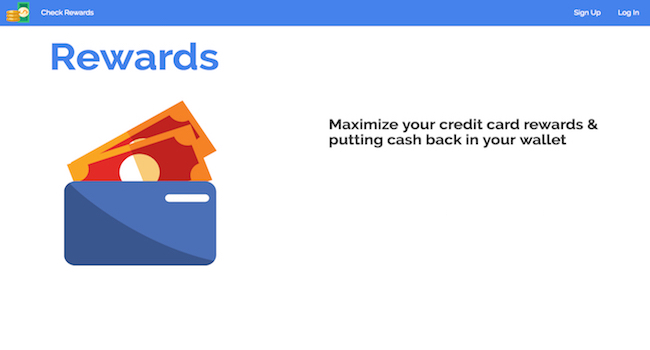 Check Rewards
Sign Up
Log In
Rewards
Maximize your credit card rewards &
putting cash back in your wallet